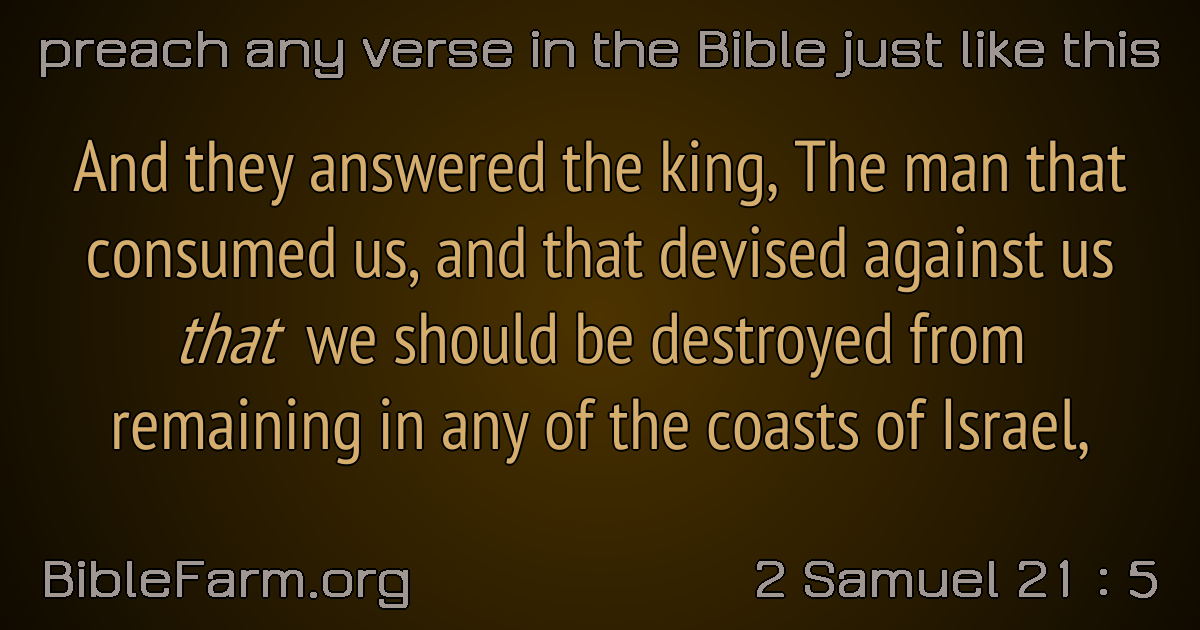 preach any verse in the Bible just like this
And they answered the king, The man that
consumed us, and that devised against us
that we should be destroyed from
remaining in any of the coasts of Israel,
BibleFarm.org
2 Samuel 21 : 5